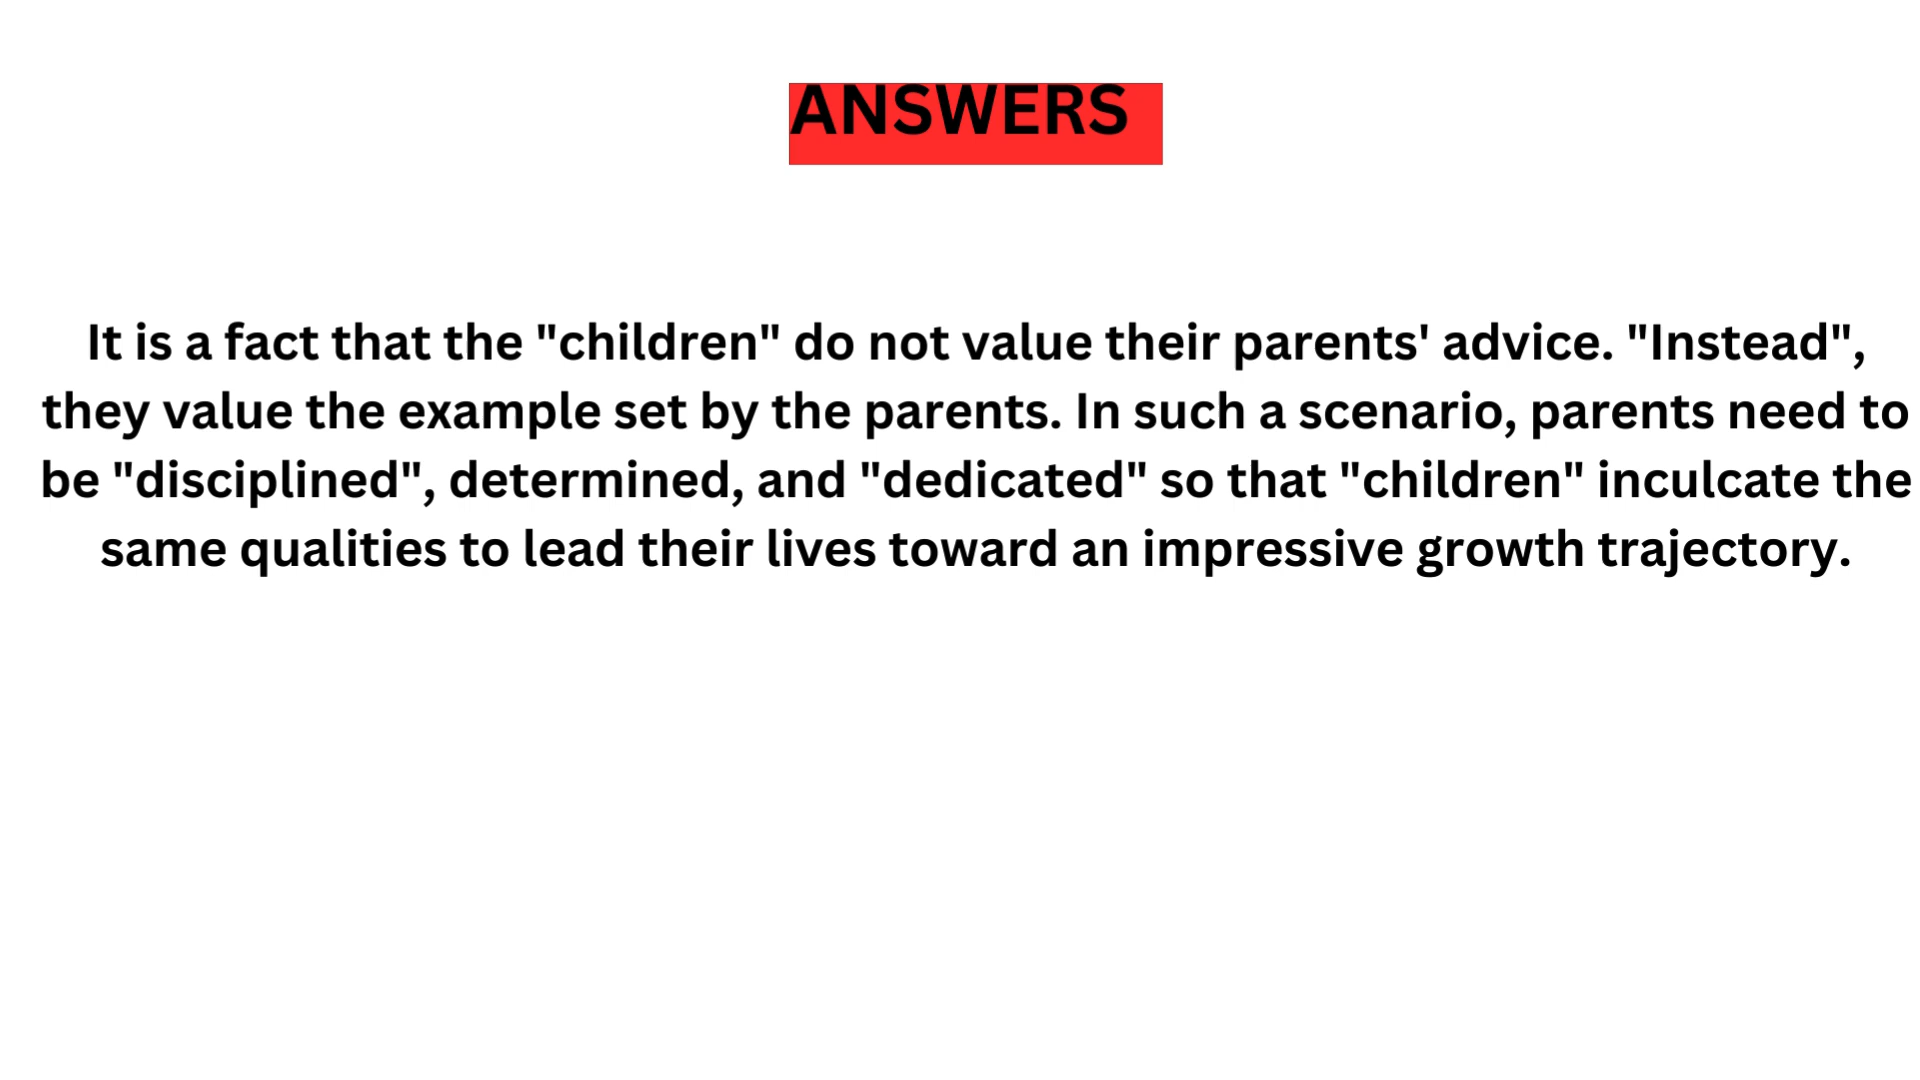 ANSWERS
It is a fact that the "children" do not value their parents' advice. "Instead",
they value the example set by the parents. In such a scenario, parents need to
be "disciplined", determined, and "dedicated" so that "children" inculcate the
same qualities to lead their lives toward an impressive growth trajectory.